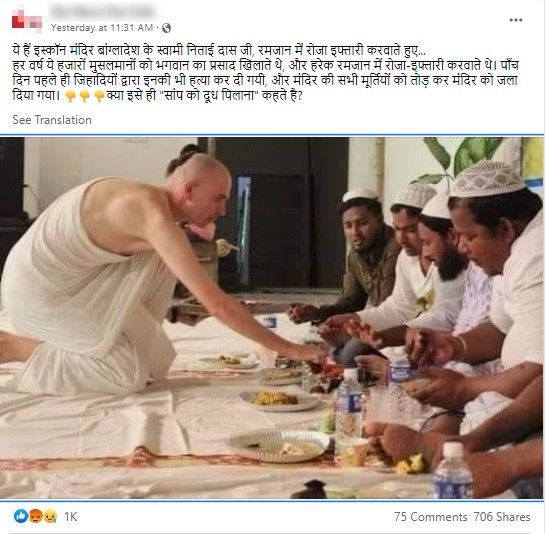 Yesterday at 11:31 AM ·
ये हैं इस्कॉन मंदिर बांग्लादेश के स्वामी निताई दास जी, रमजान में रोजा इफ्तारी करवाते हुए...
हर वर्ष ये हजारों मुसलमानों को भगवान का प्रसाद खिलाते थे, और हरेक रमजान में रोजा-इफ्तारी करवाते थे। पाँच
दिन पहले ही जिहादियों द्वारा इनकी भी हत्या कर दी गयी, और मंदिर की सभी मूर्तियों को तोड़ कर मंदिर को जला
दिया गया। 👇👇👇क्या इसे ही "सांप को दूध पिलाना" कहते है?
See Translation
1K
75 Comments 706 Shares